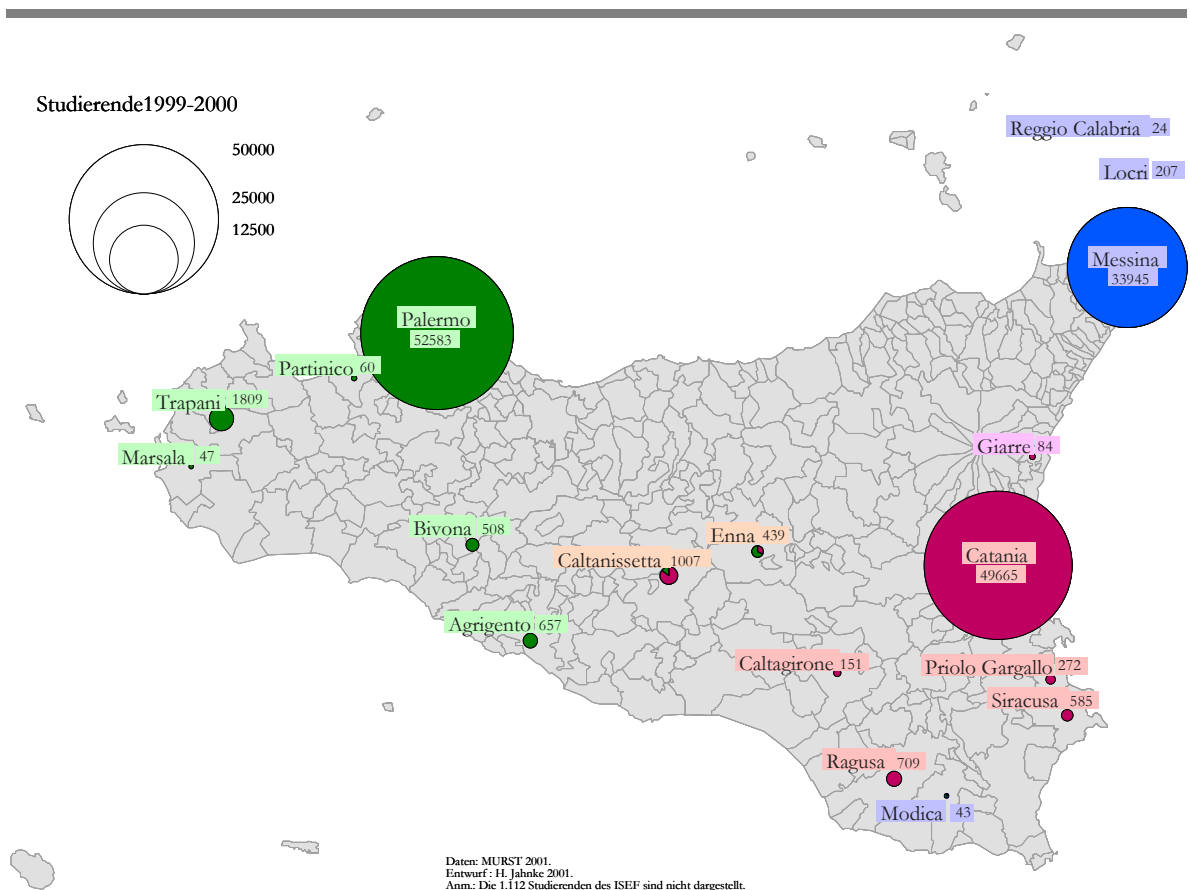 Studierende1999-2000
50000
25000
12500
Reggio Calabria 24
Locri 207
Messina
33945
Palermo
52583
Partinico 60
Trapani 1809
Marsala 47
Giarre 84
Bivona 508
Enna 439
Caltanissetta 1007
Catania
49665
Agrigento 657
Caltagirone 151
Priolo Gargallo 272
Siracusa 585
Ragusa 709
Modica 43
Daten: MURST 2001.
Entwurf : H. Jahnke 2001.
Anm.: Die 1.112 Studierenden des ISEF sind nicht dargestellt.